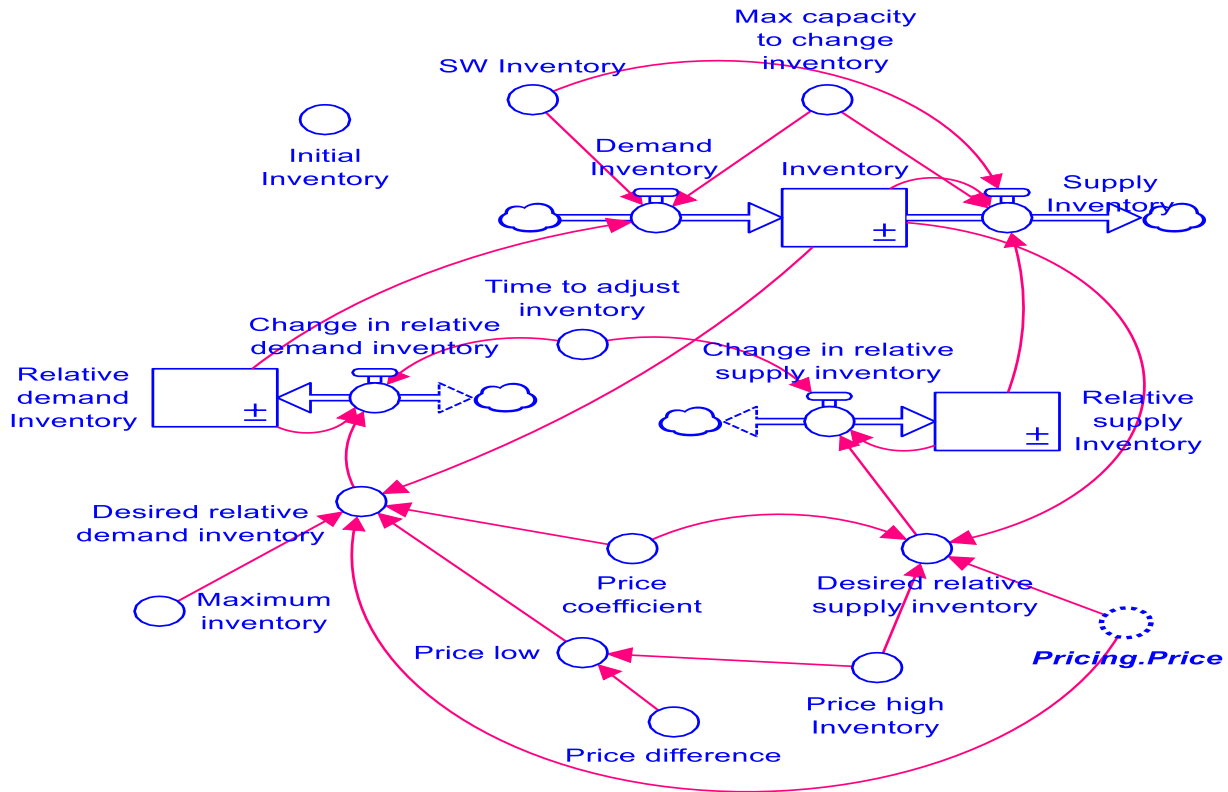 Max capacity
to change
inventory
SW Inventory
Initial
Inventory
Demand
Inventory
Inventory
Supply
Inventory
±
Time to adjust
inventory
Change in relative
demand inventory
Change in relative
supply inventory
Relative
demand
Inventory
±
Relative
supply
Inventory
±
Desired relative
demand inventory
Price
coefficient
Desired relative
supply inventory
Maximum
inventory
Price low
Pricing.Price
Price high
Inventory
Price difference